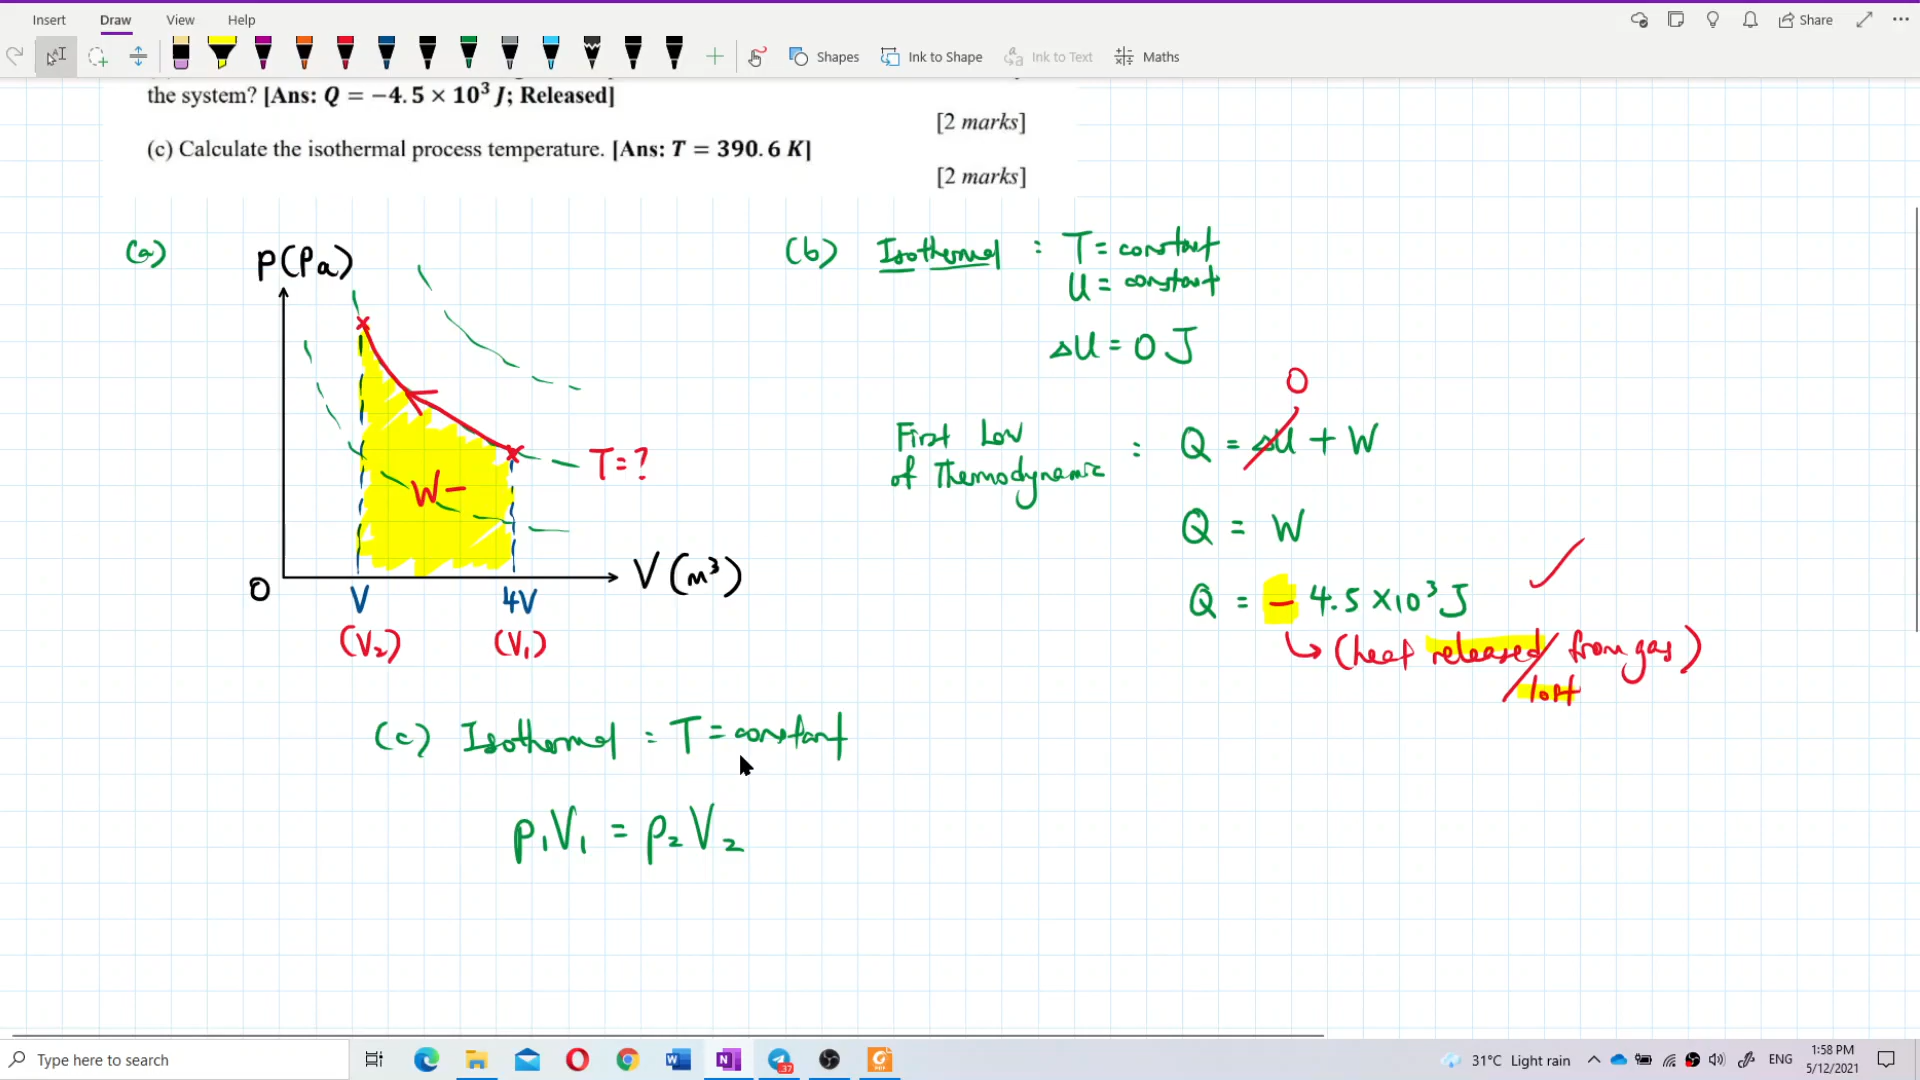 Insert Draw View Help
Share
Shapes Ink to Shape Ink to Text Maths
the system? [Ans: Q = −4.5 × 10³ J; Released]
[2 marks]
(c) Calculate the isothermal process temperature. [Ans: T = 390.6 K]
[2 marks]
(a)
P(Pa)
T=?
W −
0
V (m³)
V 4V
(V₂) (V₁)
(b) Isothermal : T = constant
U = constant
ΔU = 0 J
0
First Law
of Thermodynamic : Q = ΔU + W
Q = W
Q = − 4.5 ×10³ J
(heat released / from gas)
lost
(c) Isothermal : T = constant
P₁V₁ = P₂V₂
Type here to search
37
31°C Light rain
ENG
1:58 PM
5/12/2021